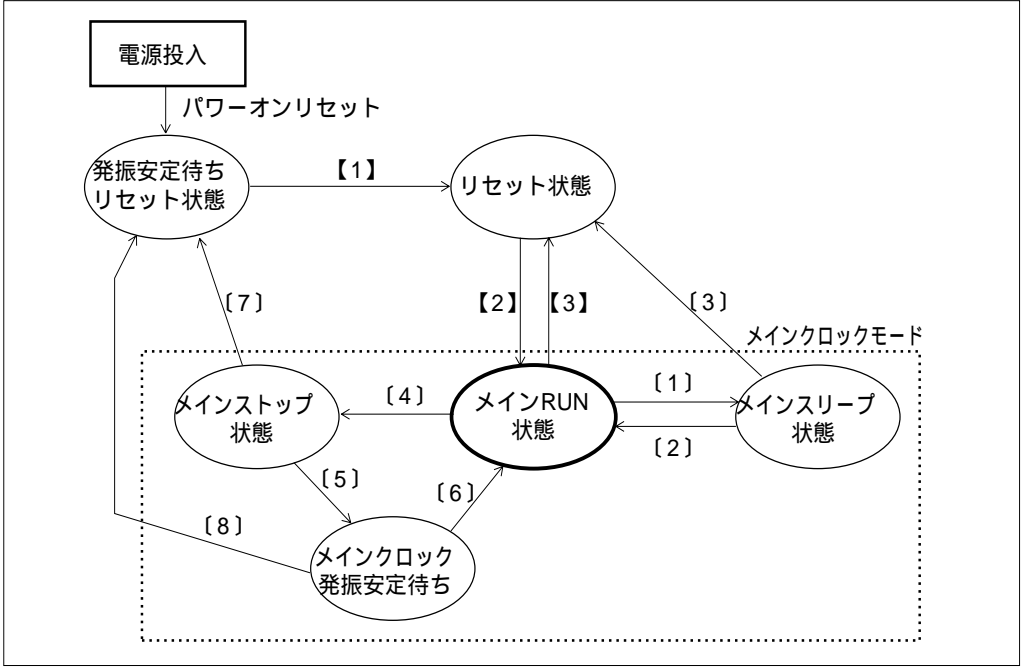 電源投入
パワーオンリセット
発振安定待ち
リセット状態
【1】
リセット状態
〔7〕
【2】
【3】
〔3〕
メインクロックモード
メインストップ
状態
〔4〕
メインRUN
状態
〔1〕
〔2〕
メインスリープ
状態
〔5〕
〔6〕
〔8〕
メインクロック
発振安定待ち